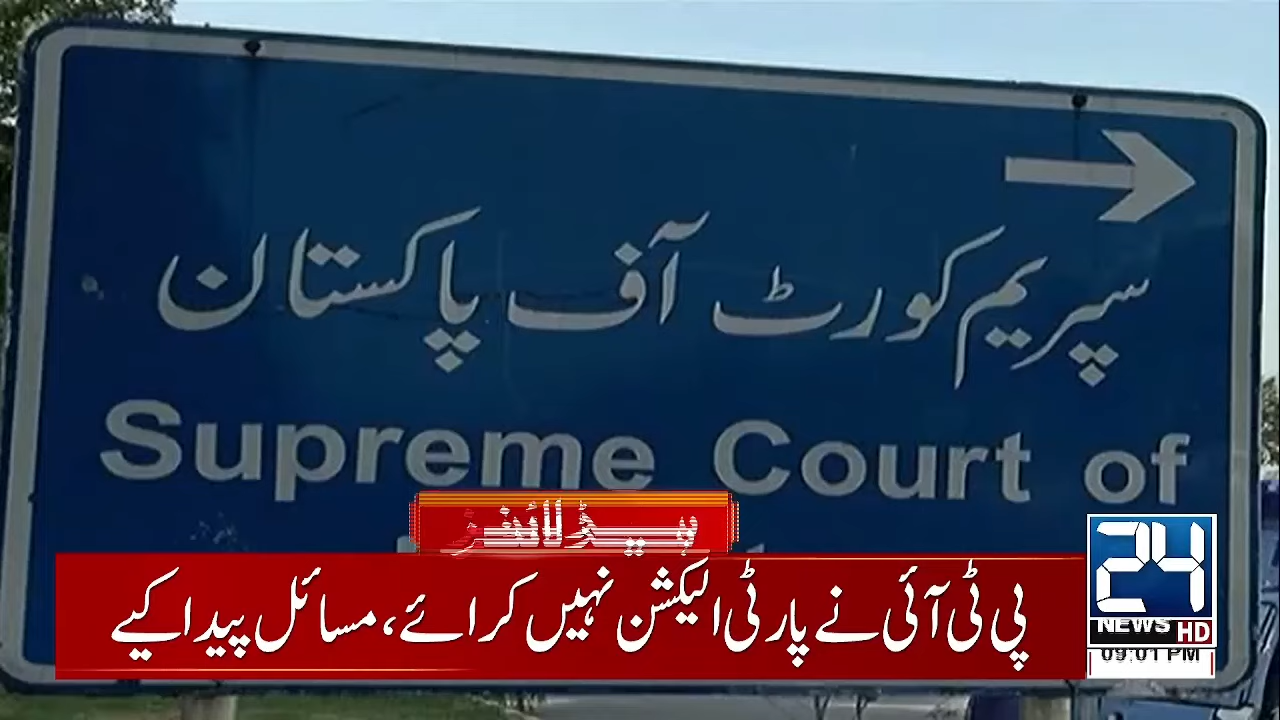 سپریم کورٹ آف پاکستان
Supreme Court of
ہیڈلائنز
پی ٹی آئی نے پارٹی الیکشن نہیں کرائے، مسائل پیدا کیے
24
NEWS HD
09:01 PM